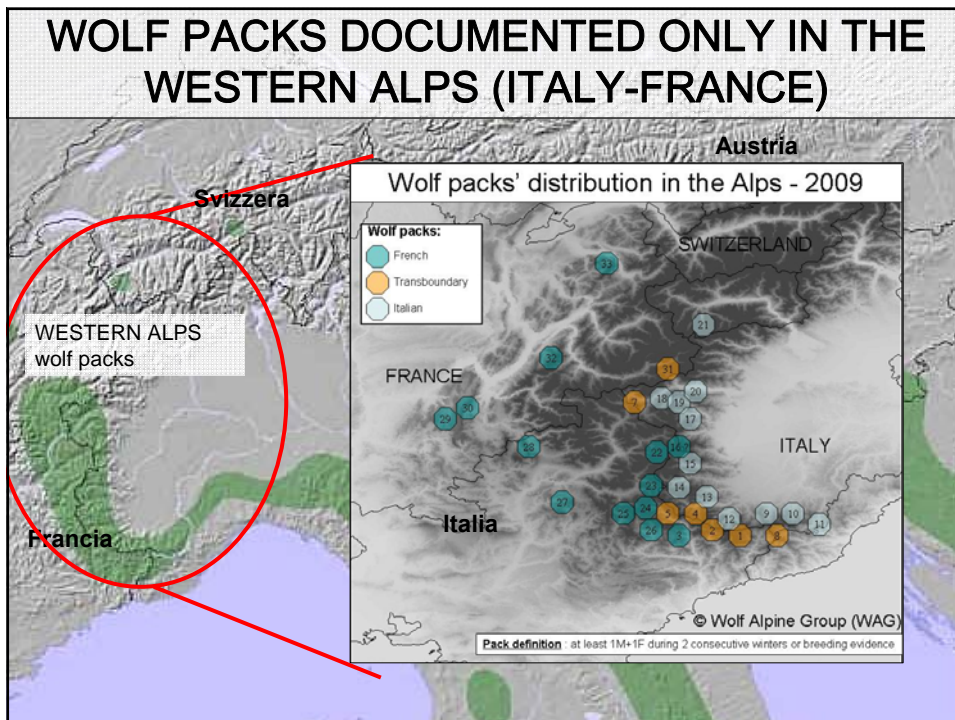 WOLF PACKS DOCUMENTED ONLY IN THE
WESTERN ALPS (ITALY-FRANCE)
Austria
Svizzera
Wolf packs' distribution in the Alps - 2009
Wolf packs:
French
Transboundary
Italian
SWITZERLAND
33
21
WESTERN ALPS
wolf packs
32
31
FRANCE
20
18
19
7
30
29
17
ITALY
28
16
22
15
23
14
13
27
Italia
25
24
5
4
12
9
10
11
26
3
2
1
8
Francia
© Wolf Alpine Group (WAG)
Pack definition : at least 1M+1F during 2 consecutive winters or breeding evidence